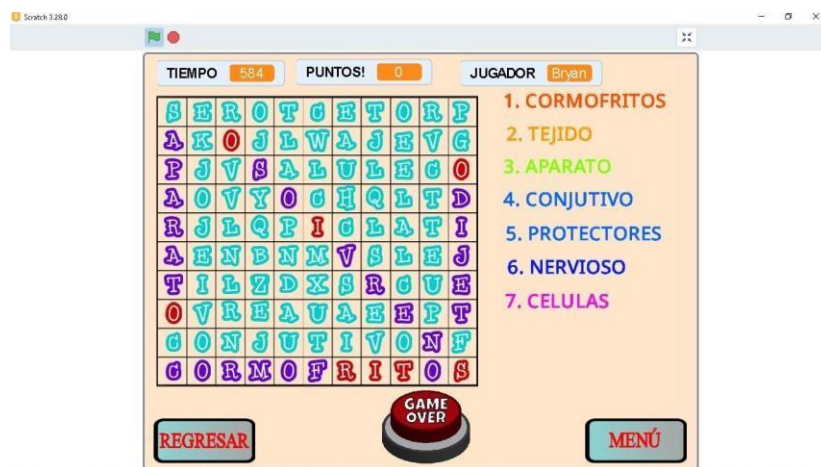 Scratch 3.28.0
TIEMPO 584 PUNTOS! 0 JUGADOR Bryan
S E R O T C E T O R P
A K O J L W A J E V G
P J V S A L U L E C O
A O V Y O C H Q L T D
R J L Q P I C L A T I
A E N B N M V S L E J
T I L Z D X S R C U E
O V R E A U A E E P T
C O N J U T I V O N F
C O R M O F R I T O S
1. CORMOFRITOS
2. TEJIDO
3. APARATO
4. CONJUTIVO
5. PROTECTORES
6. NERVIOSO
7. CELULAS
GAME
OVER
REGRESAR
MENÚ